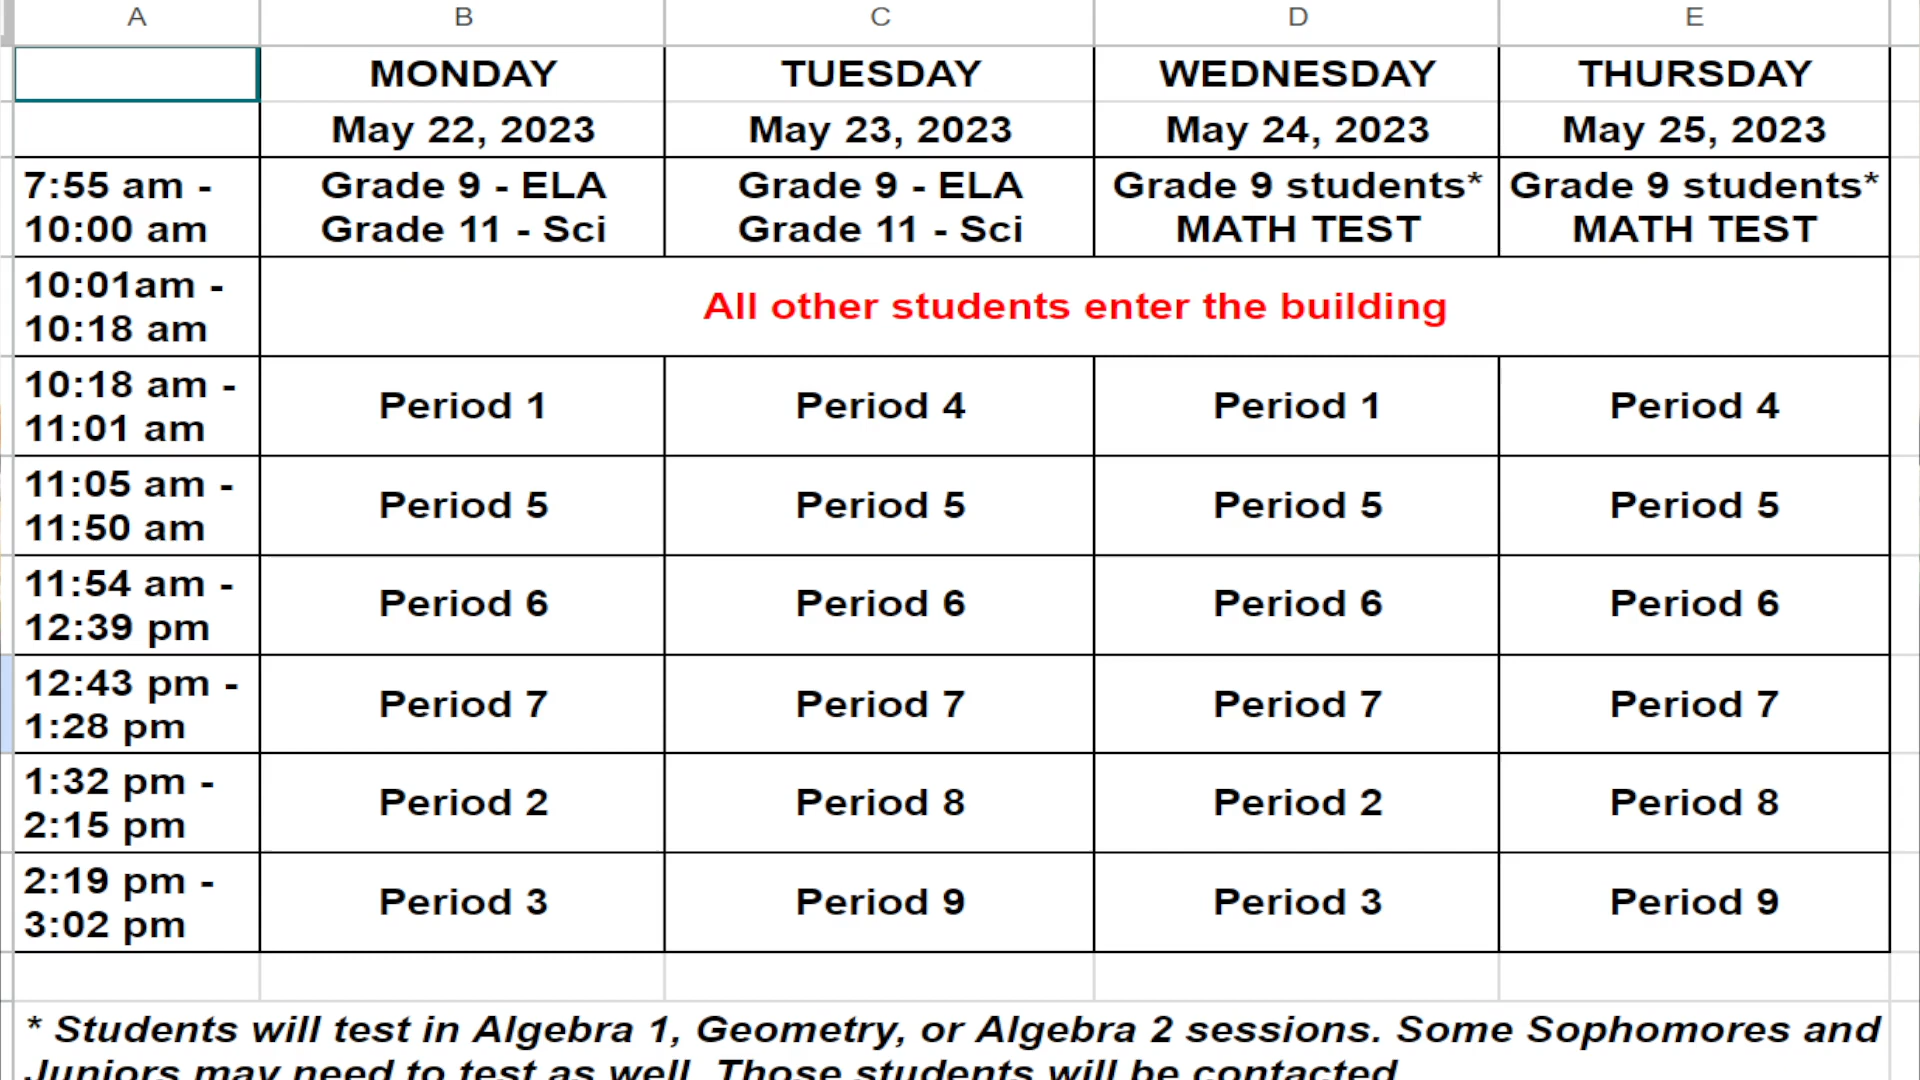 A B C D E
MONDAY TUESDAY WEDNESDAY THURSDAY
May 22, 2023 May 23, 2023 May 24, 2023 May 25, 2023
7:55 am - Grade 9 - ELA Grade 9 - ELA Grade 9 students* Grade 9 students*
10:00 am Grade 11 - Sci Grade 11 - Sci MATH TEST MATH TEST
10:01am -
10:18 am
All other students enter the building
10:18 am -
11:01 am
Period 1 Period 4 Period 1 Period 4
11:05 am -
11:50 am
Period 5 Period 5 Period 5 Period 5
11:54 am -
12:39 pm
Period 6 Period 6 Period 6 Period 6
12:43 pm -
1:28 pm
Period 7 Period 7 Period 7 Period 7
1:32 pm -
2:15 pm
Period 2 Period 8 Period 2 Period 8
2:19 pm -
3:02 pm
Period 3 Period 9 Period 3 Period 9
* Students will test in Algebra 1, Geometry, or Algebra 2 sessions. Some Sophomores and
Juniors may need to test as well. Those students will be contacted